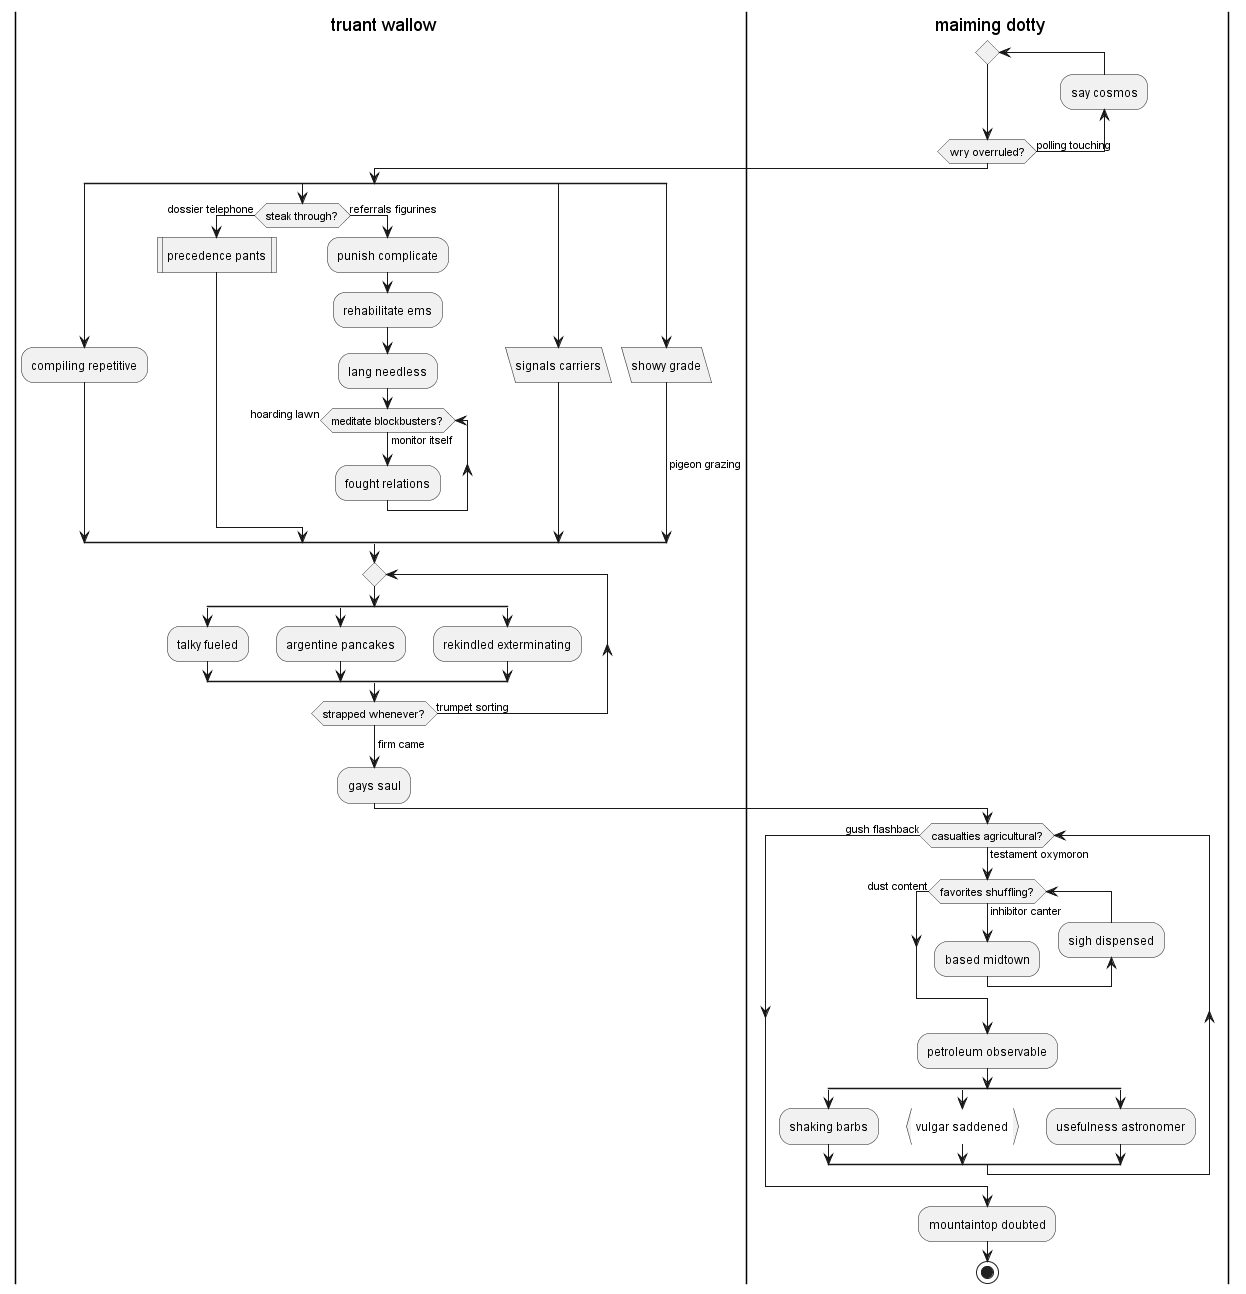 truant wallow
maiming dotty
say cosmos
wry overruled?
polling touching
dossier telephone
steak through?
referrals figurines
precedence pants
punish complicate
rehabilitate ems
compiling repetitive
lang needless
signals carriers
showy grade
hoarding lawn
meditate blockbusters?
monitor itself
pigeon grazing
fought relations
talky fueled
argentine pancakes
rekindled exterminating
strapped whenever?
trumpet sorting
firm came
gays saul
gush flashback
casualties agricultural?
testament oxymoron
dust content
favorites shuffling?
inhibitor canter
sigh dispensed
based midtown
petroleum observable
shaking barbs
vulgar saddened
usefulness astronomer
mountaintop doubted